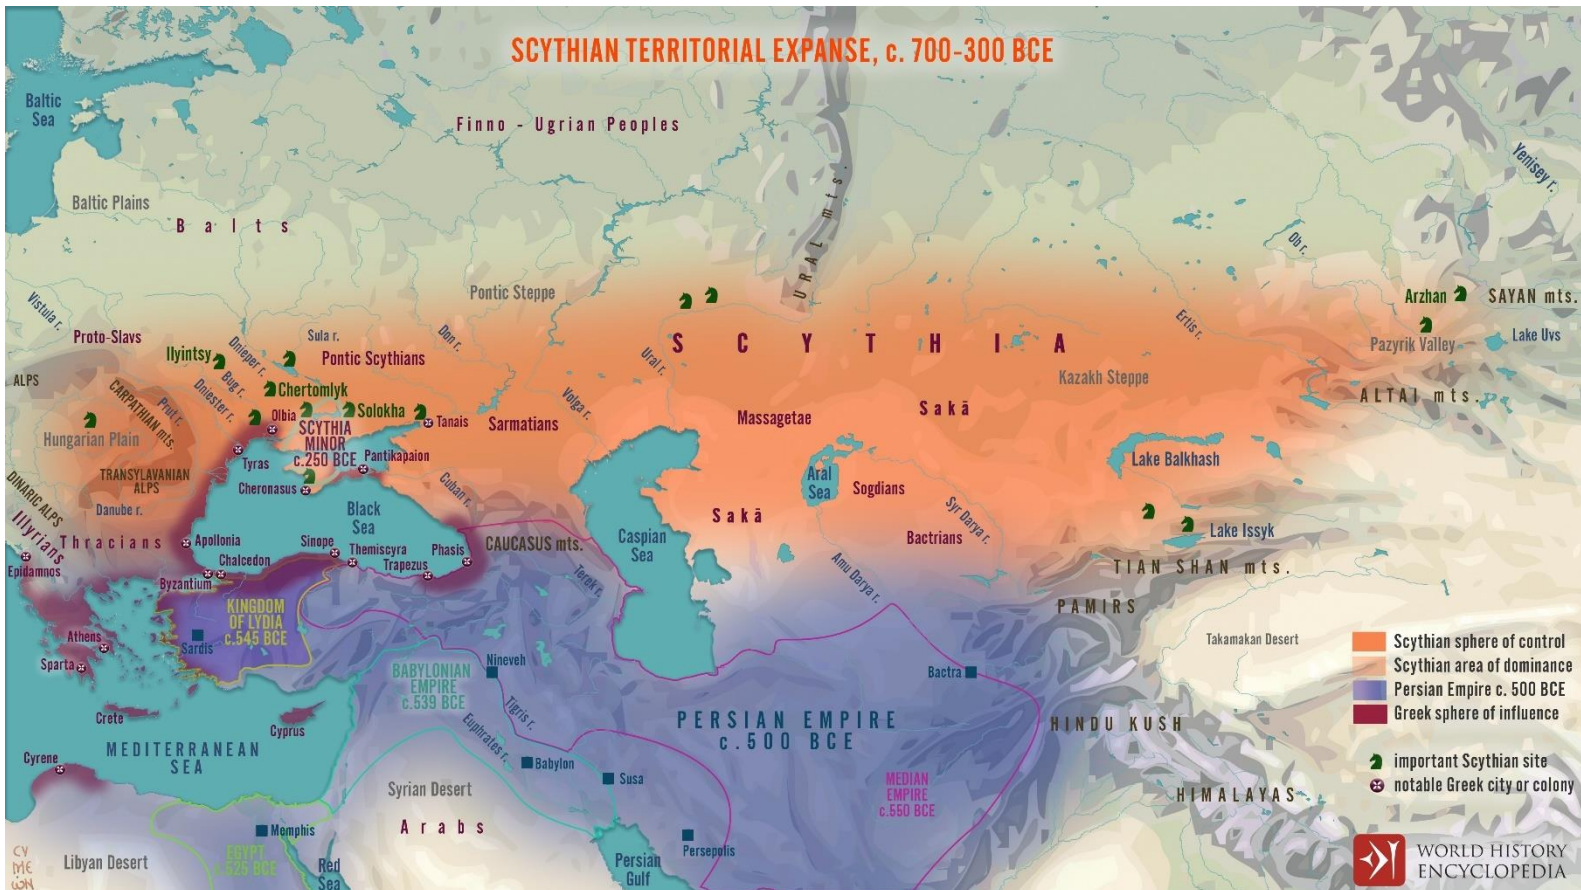 SCYTHIAN TERRITORIAL EXPANSE, c. 700-300 BCE
Baltic
Sea
Finno - Ugrian Peoples
Yenisey r.
Baltic Plains
Balts
URAL mts.
Ob r.
Vistula r.
Pontic Steppe
Arzhan
SAYAN mts.
Proto-Slavs
Sula r.
Don r.
Ertis r.
Lake Uvs
Ilyintsy
Dnieper r.
Pontic Scythians
Ural r.
SCYTHIA
Pazyrik Valley
ALPS
CARPATHIAN mts.
Prut r.
Bug r.
Dniester r.
Chertomlyk
Volga r.
Kazakh Steppe
ALTAI mts.
Hungarian Plain
Olbia
SCYTHIA
MINOR
c.250 BCE
Solokha
Tanais
Sarmatians
Massagetae
Sakā
Tyras
Pantikapaion
Lake Balkhash
TRANSYLAVANIAN
ALPS
Cheronasus
Cuban r.
Aral
Sea
Sogdians
Syr Darya r.
DINARIC ALPS
Danube r.
Black
Sea
Sakā
Bactrians
Lake Issyk
Illyrians
Thracians
Apollonia
Sinope
Themiscyra
Phasis
CAUCASUS mts.
Caspian
Sea
TIAN SHAN mts.
Epidamnos
Chalcedon
Byzantium
Trapezus
Terek r.
Amu Darya r.
PAMIRS
KINGDOM
OF LYDIA
c.545 BCE
Sardis
Athens
Sparta
Takamakan Desert
Nineveh
BABYLONIAN
EMPIRE
c.539 BCE
Tigris r.
Euphrates r.
Bactra
Crete
Cyprus
PERSIAN EMPIRE
c.500 BCE
HINDU KUSH
MEDITERRANEAN
SEA
Cyrene
Babylon
Susa
Syrian Desert
MEDIAN
EMPIRE
c.550 BCE
HIMALAYAS
Arabs
Memphis
Persepolis
EGYPT
c.525 BCE
Libyan Desert
Red
Sea
Persian
Gulf
Scythian sphere of control
Scythian area of dominance
Persian Empire c. 500 BCE
Greek sphere of influence
important Scythian site
notable Greek city or colony
WORLD HISTORY
ENCYCLOPEDIA